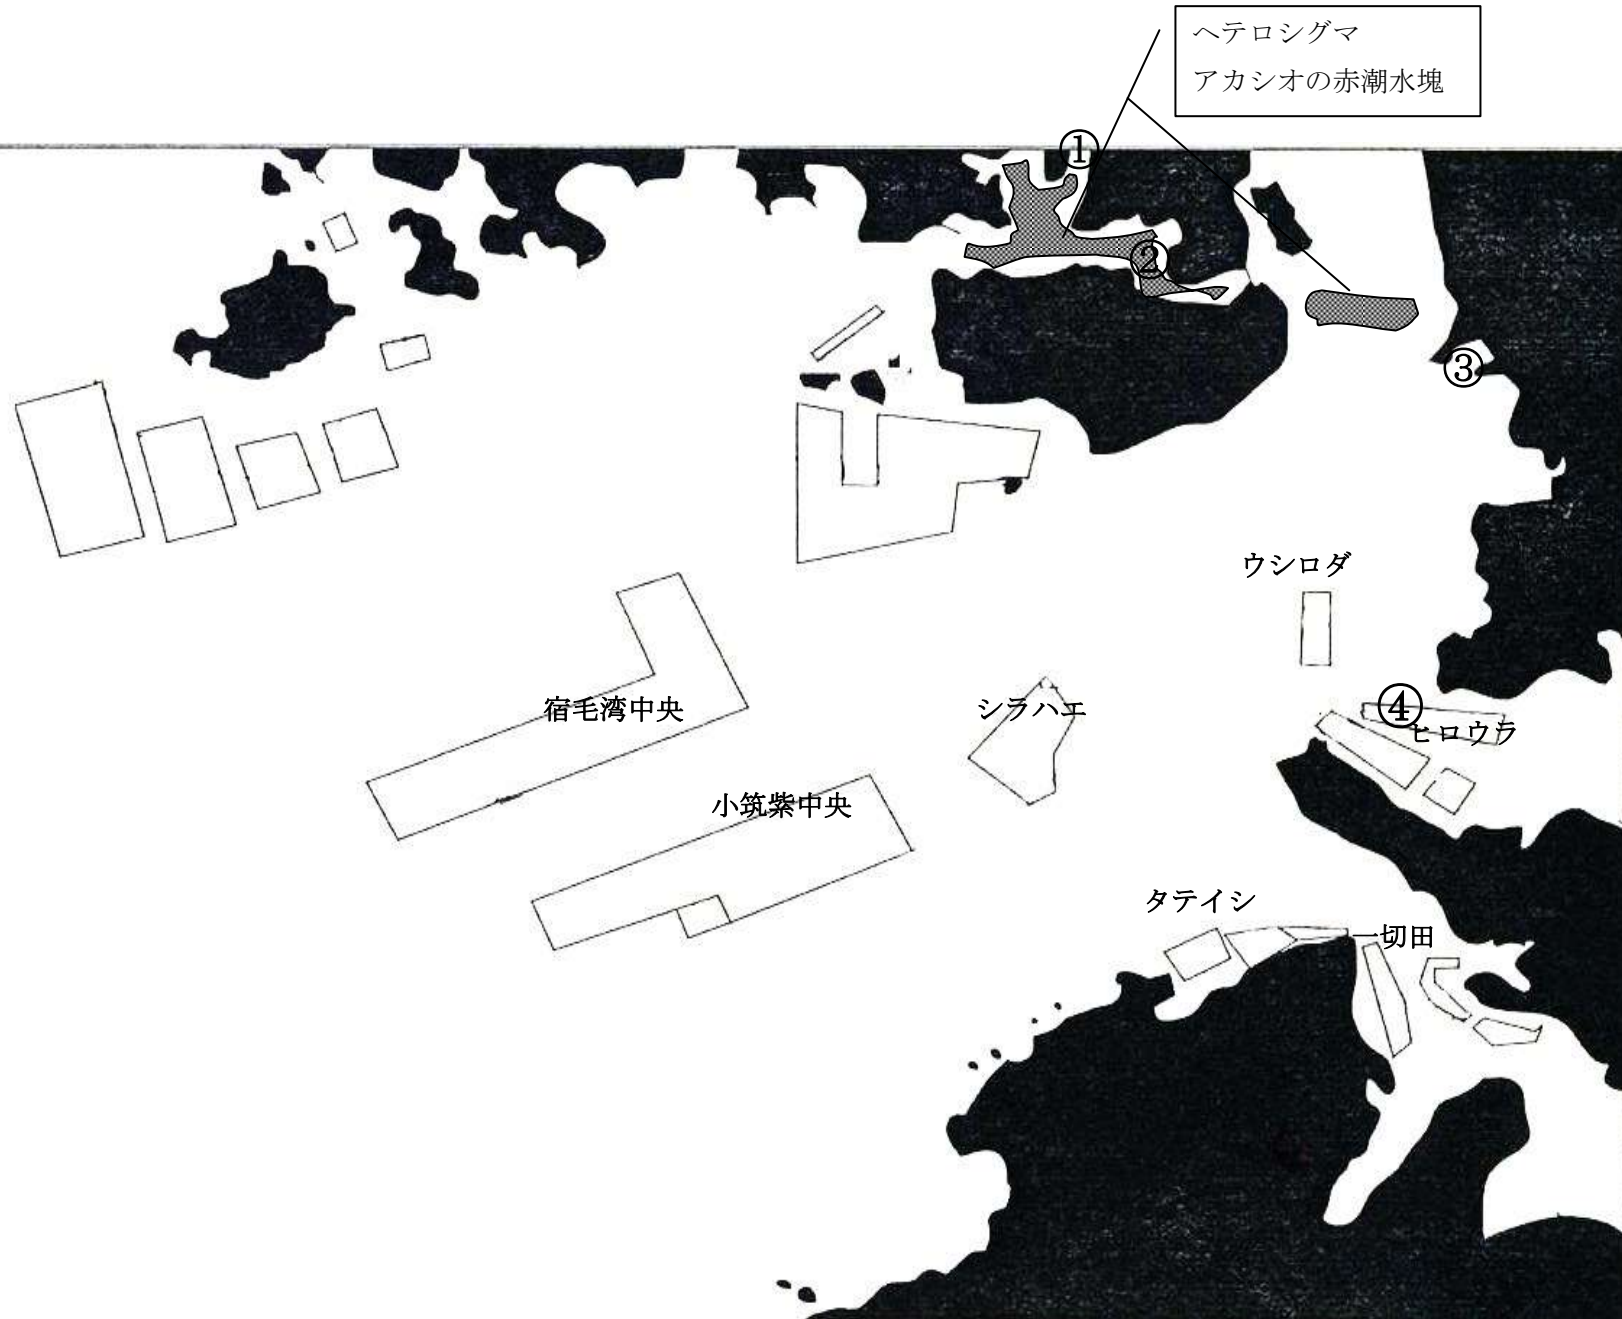 ヘテロシグマ
アカシオの赤潮水塊
①
②
③
ウシロダ
宿毛湾中央
シラハエ
④
ヒロウラ
小筑紫中央
タテイシ
一切田